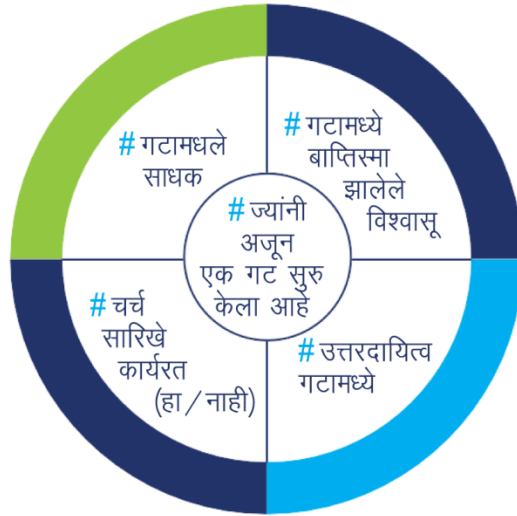 # गटामधले
साधक
# गटामध्ये
बाप्तिस्मा
झालेले
विश्वासू
# ज्यांनी
अजून
एक गट सुरु
केला आहे
# चर्च
सारिखे
कार्यरत
(हा / नाही)
# उत्तरदायित्व
गटामध्ये